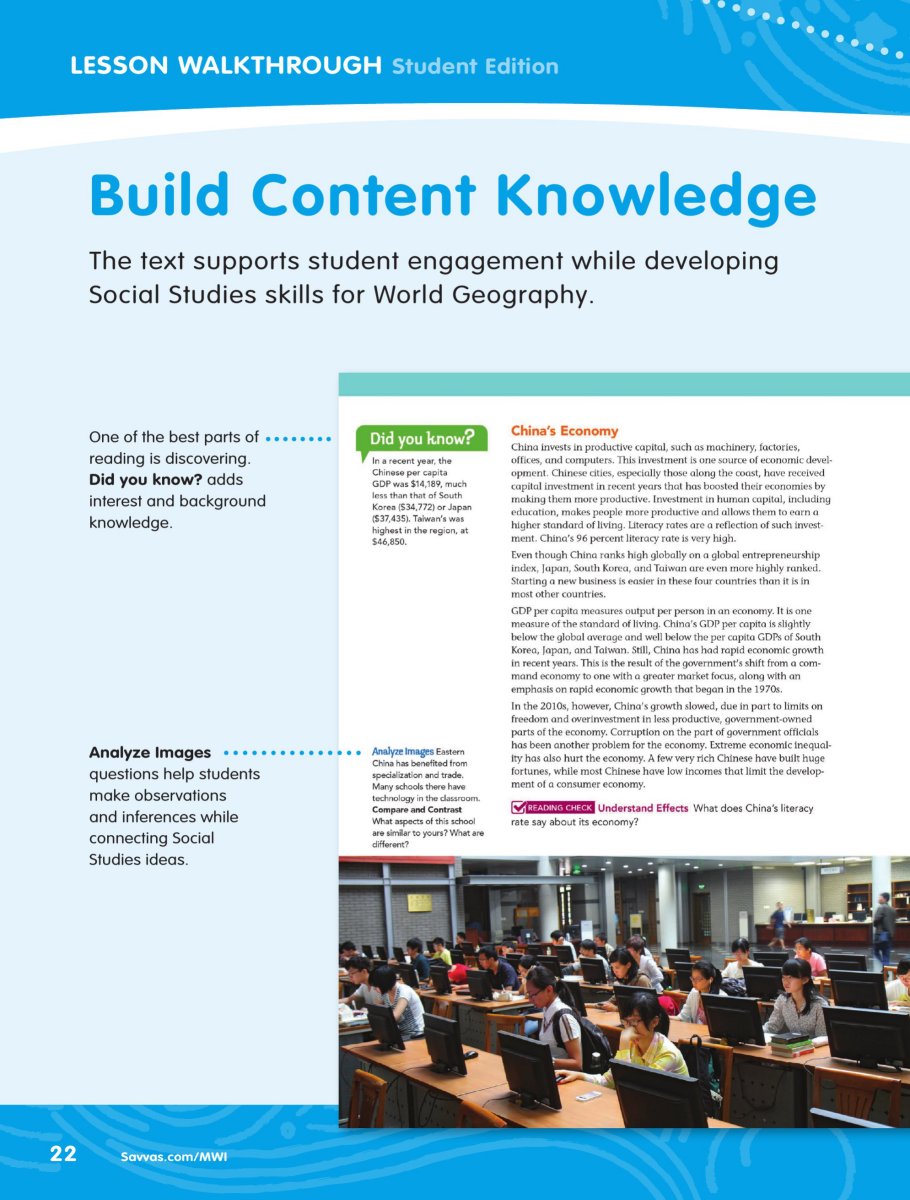 LESSON WALKTHROUGH Student Edition
Build Content Knowledge
The text supports student engagement while developing
Social Studies skills for World Geography.
One of the best parts of
reading is discovering.
Did you know? adds
interest and background
knowledge.
Did you know?
In a recent year, the
Chinese per capita
GDP was $14,189, much
less than that of South
Korea ($34,772) or Japan
($37,435). Taiwan's was
highest in the region, at
$46,850.
China's Economy
China invests in productive capital, such as machinery, factories,
offices, and computers. This investment is one source of economic devel-
opment. Chinese cities, especially those along the coast, have received
capital investment in recent years that has boosted their economies by
making them more productive. Investment in human capital, including
education, makes people more productive and allows them to earn a
higher standard of living. Literacy rates are a reflection of such invest-
ment. China's 96 percent literacy rate is very high.
Even though China ranks high globally on a global entrepreneurship
index, Japan, South Korea, and Taiwan are even more highly ranked.
Starting a new business is easier in these four countries than it is in
most other countries.
GDP per capita measures output per person in an economy. It is one
measure of the standard of living. China's GDP per capita is slightly
below the global average and well below the per capita GDPs of South
Korea, Japan, and Taiwan. Still, China has had rapid economic growth
in recent years. This is the result of the government's shift from a com-
mand economy to one with a greater market focus, along with an
emphasis on rapid economic growth that began in the 1970s.
In the 2010s, however, China's growth slowed, due in part to limits on
freedom and overinvestment in less productive, government-owned
parts of the economy. Corruption on the part of government officials
has been another problem for the economy. Extreme economic inequal-
ity has also hurt the economy. A few very rich Chinese have built huge
fortunes, while most Chinese have low incomes that limit the develop-
ment of a consumer economy.
READING CHECK Understand Effects What does China's literacy
rate say about its economy?
Analyze Images
questions help students
make observations
and inferences while
connecting Social
Studies ideas.
Analyze Images Eastern
China has benefited from
specialization and trade.
Many schools there have
technology in the classroom.
Compare and Contrast
What aspects of this school
are similar to yours? What are
different?
22
Savvas.com/MWI